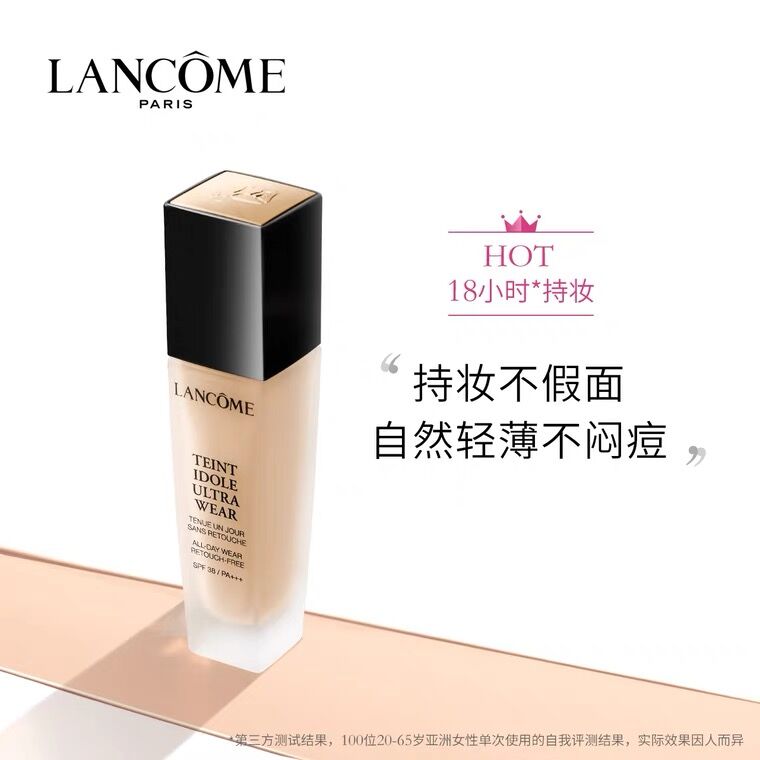 LANCÔME
PARIS
HOT
18小时*持妆
“持妆不假面
自然轻薄不闷痘”
LANCÔME
TEINT
IDOLE
ULTRA
WEAR
TENUE UN JOUR
SANS RETOUCHE
ALL-DAY WEAR
RETOUCH-FREE
SPF 38 / PA+++
*第三方测试结果，100位20-65岁亚洲女性单次使用的自我评测结果，实际效果因人而异